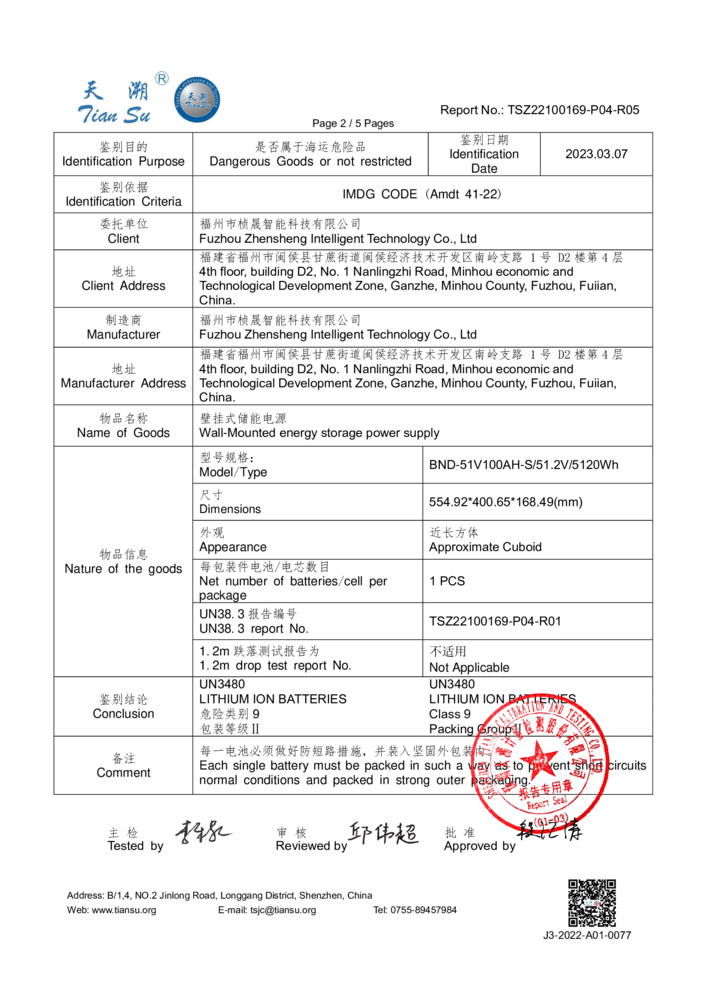 天溯®
Tian Su
Report No.: TSZ22100169-P04-R05
Page 2 / 5 Pages
鉴别目的
Identification Purpose
是否属于海运危险品
Dangerous Goods or not restricted
鉴别日期
Identification
Date
2023.03.07
鉴别依据
Identification Criteria
IMDG CODE (Amdt 41-22)
委托单位
Client
福州市桢晟智能科技有限公司
Fuzhou Zhensheng Intelligent Technology Co., Ltd
地址
Client Address
福建省福州市闽侯县甘蔗街道闽侯经济技术开发区南岭支路 1 号 D2 楼第 4 层
4th floor, building D2, No. 1 Nanlingzhi Road, Minhou economic and
Technological Development Zone, Ganzhe, Minhou County, Fuzhou, Fuiian,
China.
制造商
Manufacturer
福州市桢晟智能科技有限公司
Fuzhou Zhensheng Intelligent Technology Co., Ltd
地址
Manufacturer Address
福建省福州市闽侯县甘蔗街道闽侯经济技术开发区南岭支路 1 号 D2 楼第 4 层
4th floor, building D2, No. 1 Nanlingzhi Road, Minhou economic and
Technological Development Zone, Ganzhe, Minhou County, Fuzhou, Fuiian,
China.
物品名称
Name of Goods
壁挂式储能电源
Wall-Mounted energy storage power supply
物品信息
Nature of the goods
型号规格:
Model/Type
BND-51V100AH-S/51.2V/5120Wh
尺寸
Dimensions
554.92*400.65*168.49(mm)
外观
Appearance
近长方体
Approximate Cuboid
每包装件电池/电芯数目
Net number of batteries/cell per
package
1 PCS
UN38.3 报告编号
UN38.3 report No.
TSZ22100169-P04-R01
1.2m 跌落测试报告为
1.2m drop test report No.
不适用
Not Applicable
鉴别结论
Conclusion
UN3480
LITHIUM ION BATTERIES
危险类别 9
包装等级 II
UN3480
LITHIUM ION BATTERIES
Class 9
Packing Group II
备注
Comment
每一电池必须做好防短路措施，并装入坚固外包装内。
Each single battery must be packed in such a way as to prevent short circuits
normal conditions and packed in strong outer packaging.
报告专用章
Report Seal
(01-03)
主 检
Tested by
审 核
Reviewed by
邱伟超
批 准
Approved by
Address: B/1,4, NO.2 Jinlong Road, Longgang District, Shenzhen, China
Web: www.tiansu.org E-mail: tsjc@tiansu.org Tel: 0755-89457984
J3-2022-A01-0077